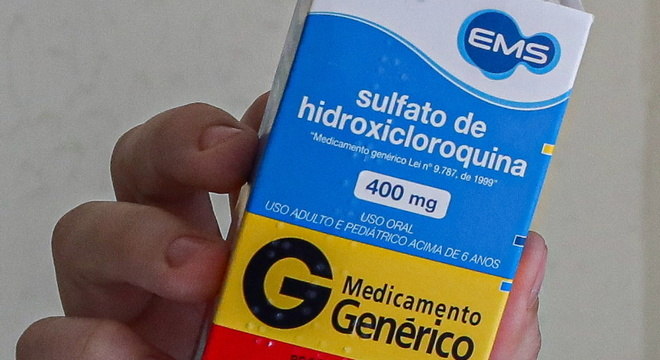 EMS
sulfato de
hidroxicloroquina
"Medicamento genérico Lei nº 9.787, de 1999"
400 mg
USO ORAL
USO ADULTO E PEDIÁTRICO ACIMA DE 6 ANOS
G Medicamento
Genérico